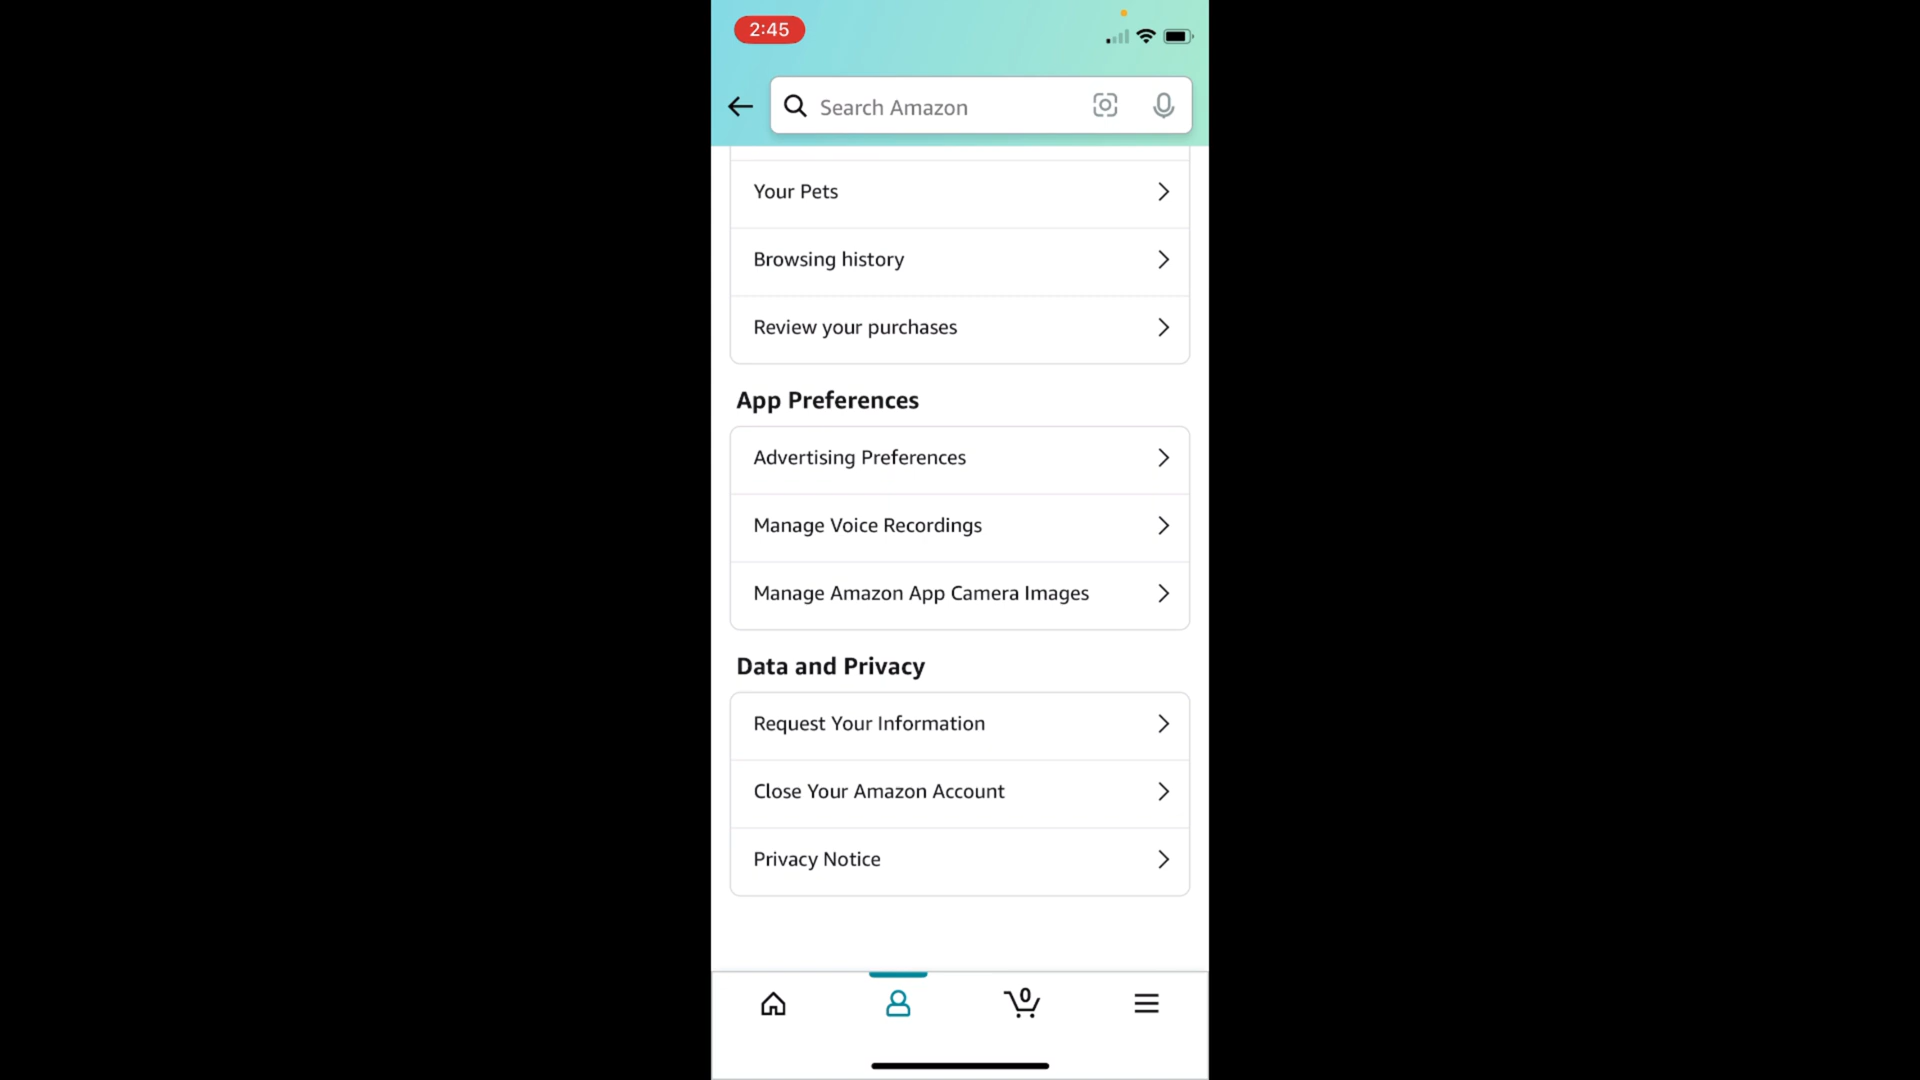 2:45
Search Amazon
Your Pets
Browsing history
Review your purchases
App Preferences
Advertising Preferences
Manage Voice Recordings
Manage Amazon App Camera Images
Data and Privacy
Request Your Information
Close Your Amazon Account
Privacy Notice
0